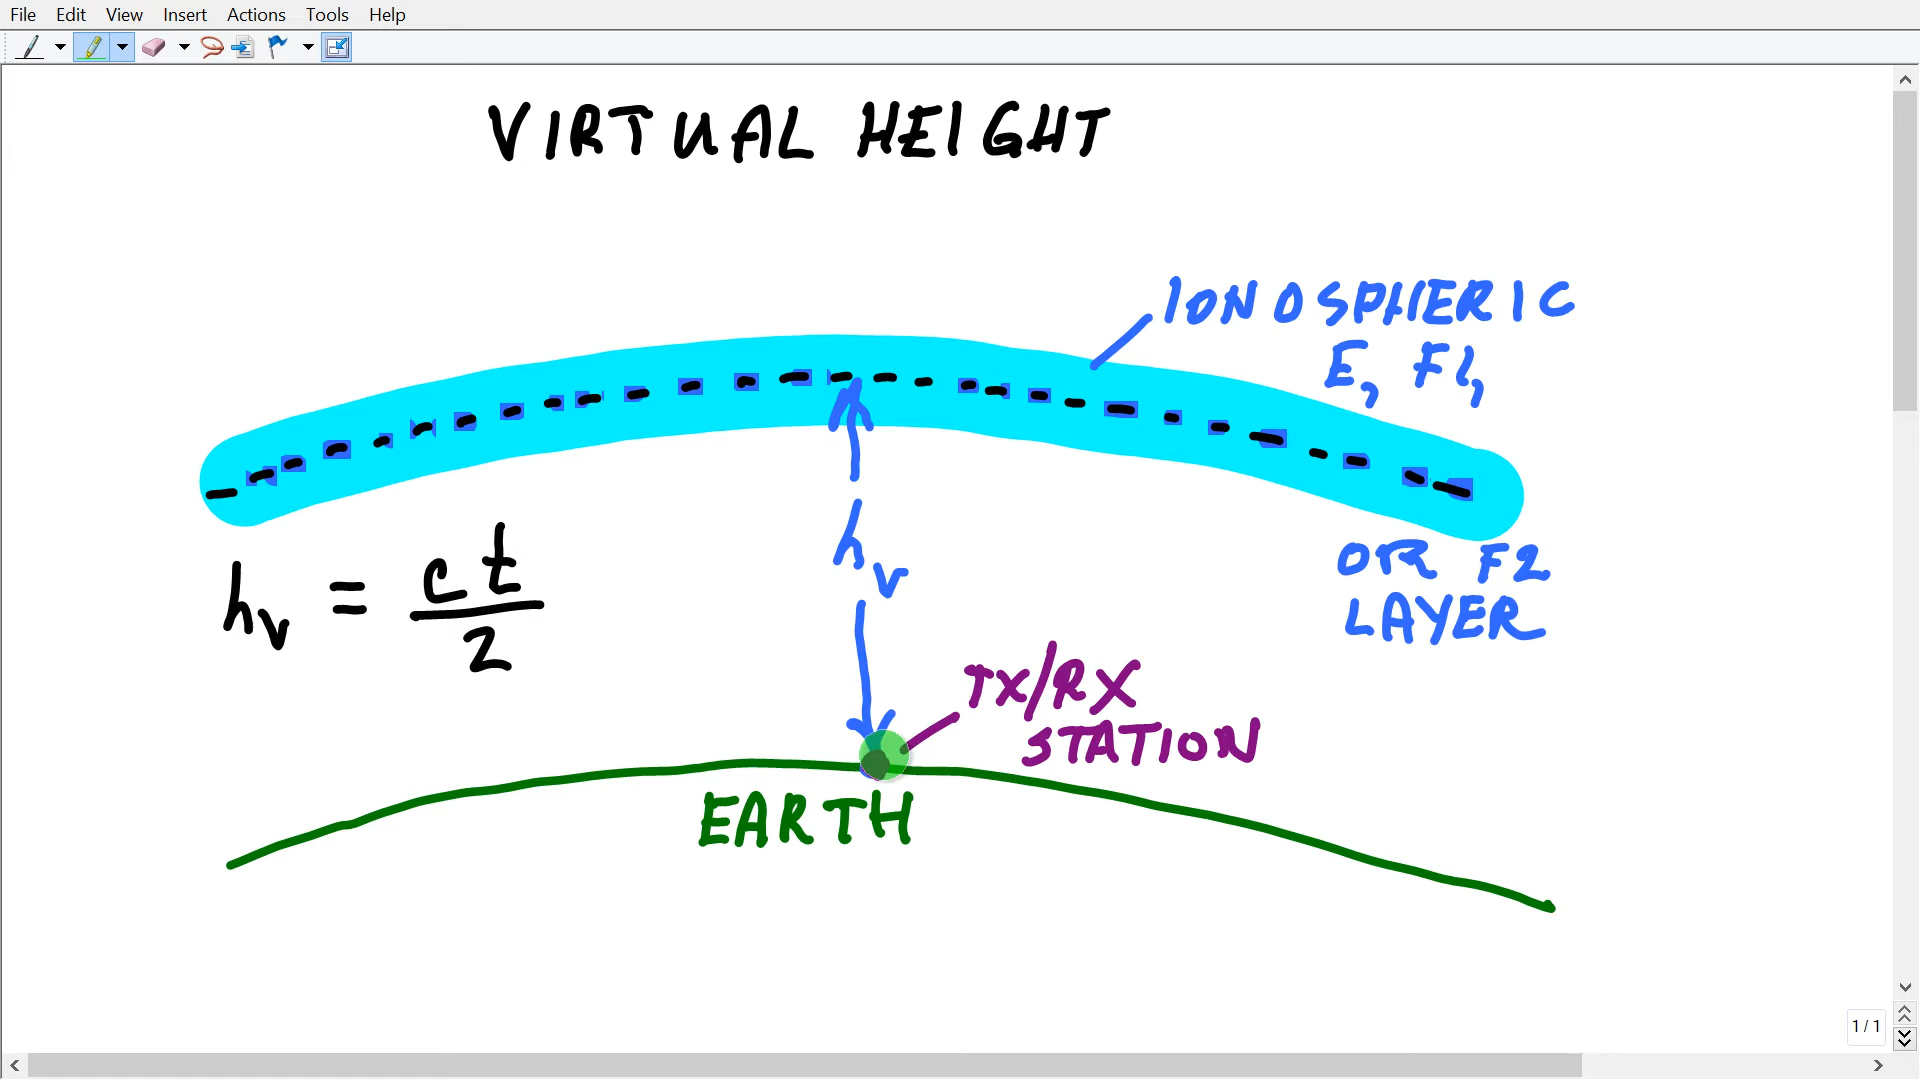 File Edit View Insert Actions Tools Help
VIRTUAL HEIGHT
IONOSPHERIC
E, F1,
OR F2
LAYER
hv = ct/2
hv
TX/RX
STATION
EARTH
1 / 1